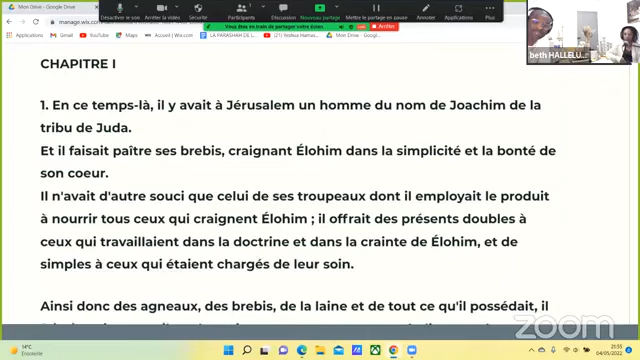 Mon Drive - Google Drive
manage.wix.com
Désactiver le son
Arrêter la vidéo
Sécurité
Participants
Discussion
Nouveau partage
Mettre le partage en pause
Annoter
Applications
Plus
Vous êtes en train de partager votre écran.
Arrêter
Applications
Gmail
YouTube
Maps
Accueil | Wix.com
LA PARASHAH DE L
Mon Drive - Googl
beth HALLELU
CHAPITRE I
1. En ce temps-là, il y avait à Jérusalem un homme du nom de Joachim de la
tribu de Juda.
Et il faisait paître ses brebis, craignant Élohim dans la simplicité et la bonté de
son coeur.
Il n'avait d'autre souci que celui de ses troupeaux dont il employait le produit
à nourrir tous ceux qui craignent Élohim ; il offrait des présents doubles à
ceux qui travaillaient dans la doctrine et dans la crainte de Élohim, et de
simples à ceux qui étaient chargés de leur soin.
Ainsi donc des agneaux, des brebis, de la laine et de tout ce qu'il possédait, il
zoom
14°C
Ensoleillé
21:55
04/05/2022